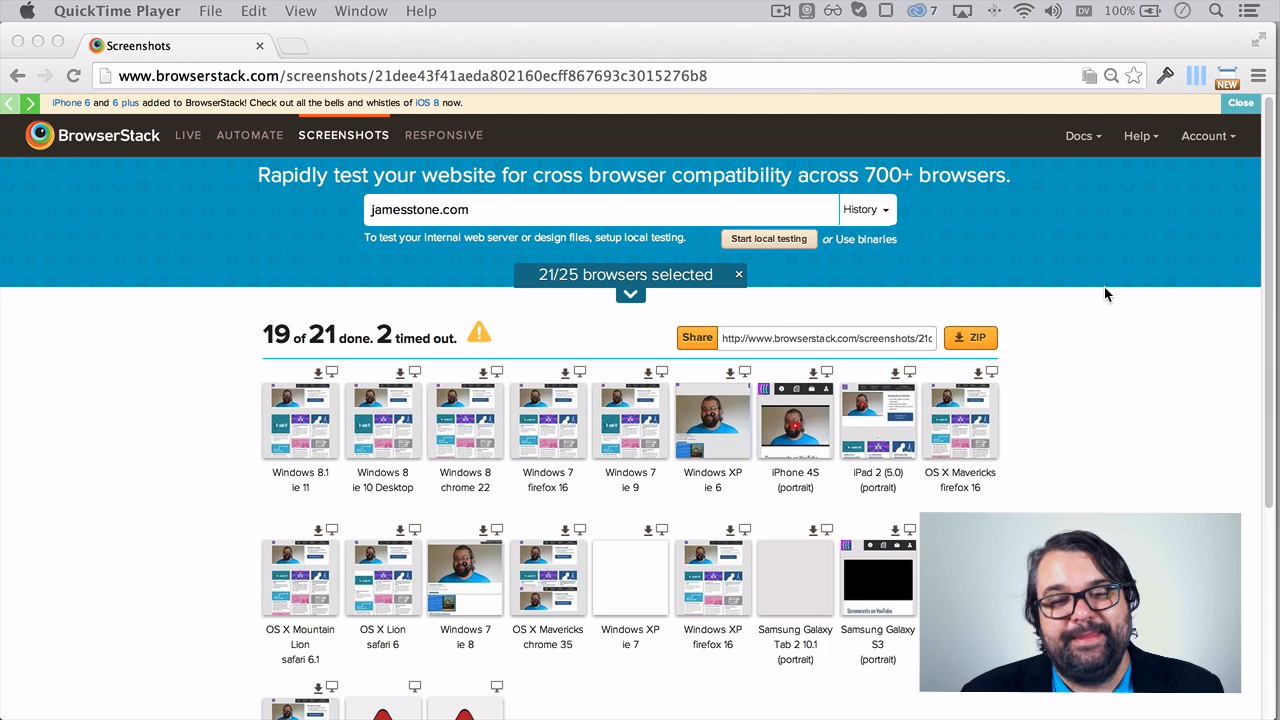 QuickTime Player File Edit View Window Help 7 DV 100%
Screenshots
www.browserstack.com/screenshots/21dee43f41aeda802160ecff867693c3015276b8
NEW
iPhone 6 and 6 plus added to BrowserStack! Check out all the bells and whistles of iOS 8 now. Close
BrowserStack LIVE AUTOMATE SCREENSHOTS RESPONSIVE Docs Help Account
Rapidly test your website for cross browser compatibility across 700+ browsers.
jamesstone.com History
To test your internal web server or design files, setup local testing. Start local testing or Use binaries
21/25 browsers selected ×
19 of 21 done. 2 timed out. Share http://www.browserstack.com/screenshots/21c ZIP
Windows 8.1
ie 11
Windows 8
ie 10 Desktop
Windows 8
chrome 22
Windows 7
firefox 16
Windows 7
ie 9
Windows XP
ie 6
iPhone 4S
(portrait)
iPad 2 (5.0)
(portrait)
OS X Mavericks
firefox 16
Screencasts on YouTube
OS X Mountain
Lion
safari 6.1
OS X Lion
safari 6
Windows 7
ie 8
OS X Mavericks
chrome 35
Windows XP
ie 7
Windows XP
firefox 16
Samsung Galaxy
Tab 2 10.1
(portrait)
Samsung Galaxy
S3
(portrait)